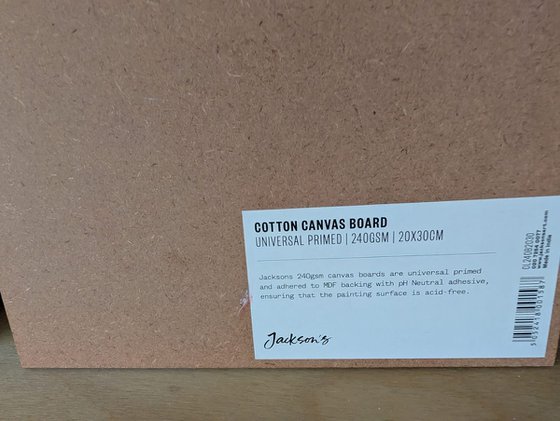 COTTON CANVAS BOARD
UNIVERSAL PRIMED | 240GSM | 20X30CM
Jacksons 240gsm canvas boards are universal primed
and adhered to MDF backing with pH Neutral adhesive,
ensuring that the painting surface is acid-free.
Jackson's
DL24082030
Made in India